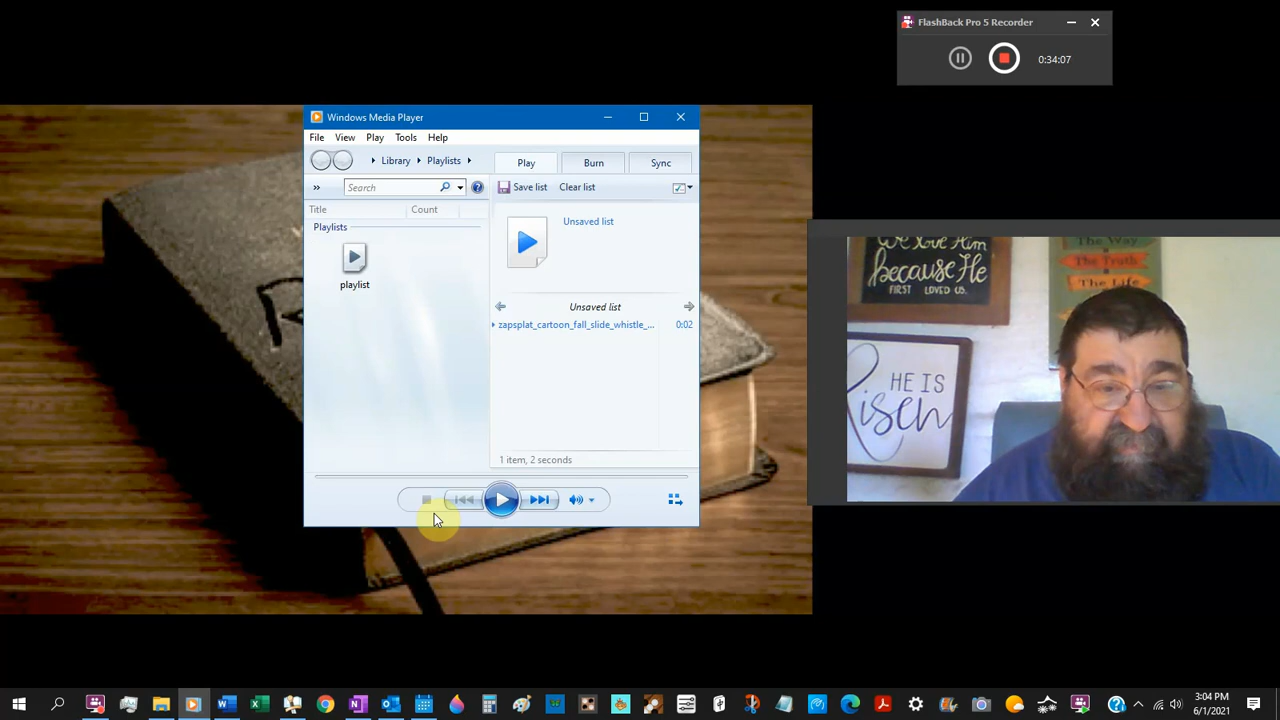 FlashBack Pro 5 Recorder
0:34:07
Windows Media Player
File View Play Tools Help
Library Playlists
Play Burn Sync
Search
Save list Clear list
Title Count
Playlists
playlist
Unsaved list
Unsaved list
zapsplat_cartoon_fall_slide_whistle_... 0:02
1 item, 2 seconds
We love Him
because He
FIRST LOVED US.
The Way
The Truth
The Life
HE IS
Risen
3:04 PM
6/1/2021